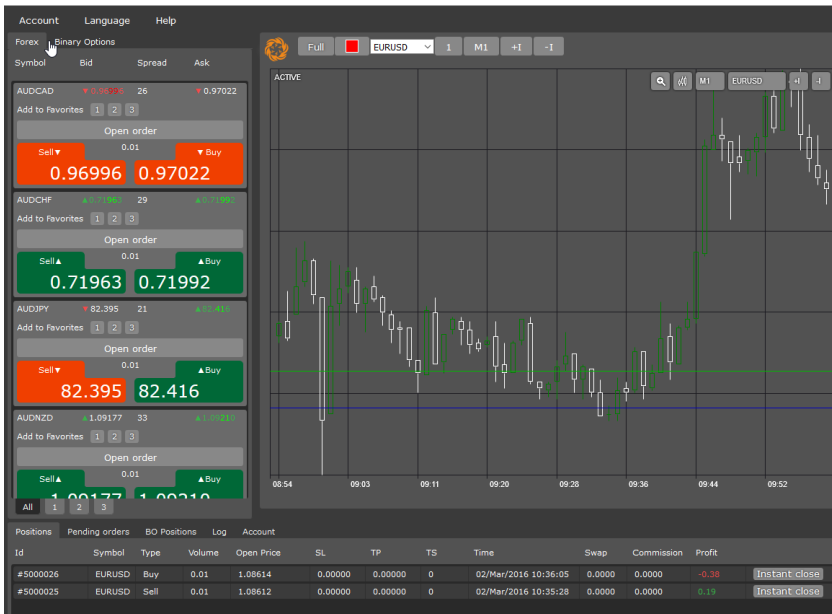 Account Language Help
Forex Binary Options
Symbol Bid Spread Ask
AUDCAD ▼0.96996 26 ▼0.97022
Add to Favorites 1 2 3
Open order
Sell▼ 0.01 ▼Buy
0.96996 0.97022
AUDCHF ▲0.71963 29 ▲0.71992
Add to Favorites 1 2 3
Open order
Sell▲ 0.01 ▲Buy
0.71963 0.71992
AUDJPY ▼82.395 21 ▲82.416
Add to Favorites 1 2 3
Open order
Sell▼ 0.01 ▲Buy
82.395 82.416
AUDNZD ▲1.09177 33 ▲1.09210
Add to Favorites 1 2 3
Open order
Sell▲ 0.01 ▲Buy
1.09177 1.09210
All 1 2 3
Full EURUSD 1 M1 +I -I
ACTIVE M1 EURUSD +I -I
08:54 09:03 09:11 09:20 09:28 09:36 09:44 09:52
Positions Pending orders BO Positions Log Account
Id Symbol Type Volume Open Price SL TP TS Time Swap Commission Profit
#5000026 EURUSD Buy 0.01 1.08614 0.00000 0.00000 0 02/Mar/2016 10:36:05 0.0000 0.0000 -0.38 Instant close
#5000025 EURUSD Sell 0.01 1.08612 0.00000 0.00000 0 02/Mar/2016 10:35:28 0.0000 0.0000 0.19 Instant close